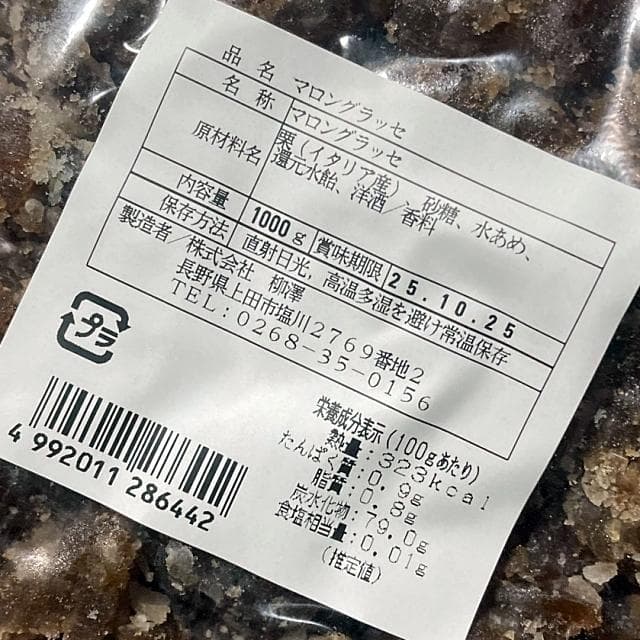 品名 マロングラッセ
名称 マロングラッセ
原材料名 栗（イタリア産）、砂糖、水あめ、
還元水飴、洋酒／香料
内容量 1000g 賞味期限 25.10.25
保存方法 直射日光，高温多湿を避け常温保存
製造者／株式会社 柳澤
長野県上田市塩川2769番地2
TEL:0268-35-0156
プラ
栄養成分表示(100gあたり)
熱量:323kcal
たんぱく質:0.9g
脂質:0.8g
炭水化物:79.0g
食塩相当量:0.01g
(推定値)
4 992011 286442